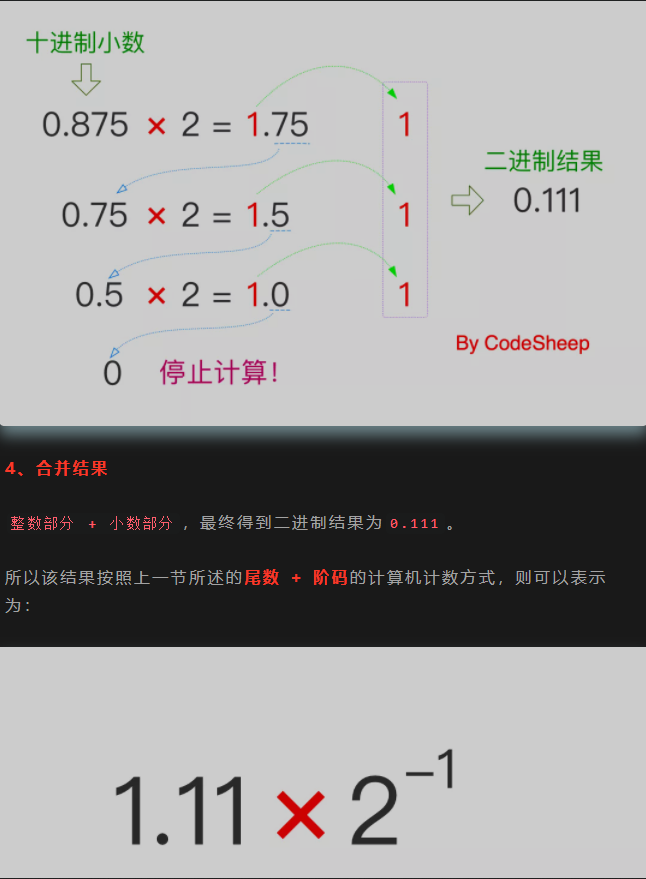 十进制小数
0.875 × 2 = 1.75 1
0.75 × 2 = 1.5 1
0.5 × 2 = 1.0 1
0 停止计算!
二进制结果
0.111
By CodeSheep
4、合并结果
整数部分 + 小数部分 ，最终得到二进制结果为 0.111 。
所以该结果按照上一节所述的尾数 + 阶码的计算机计数方式，则可以表示
为：
1.11 × 2⁻¹